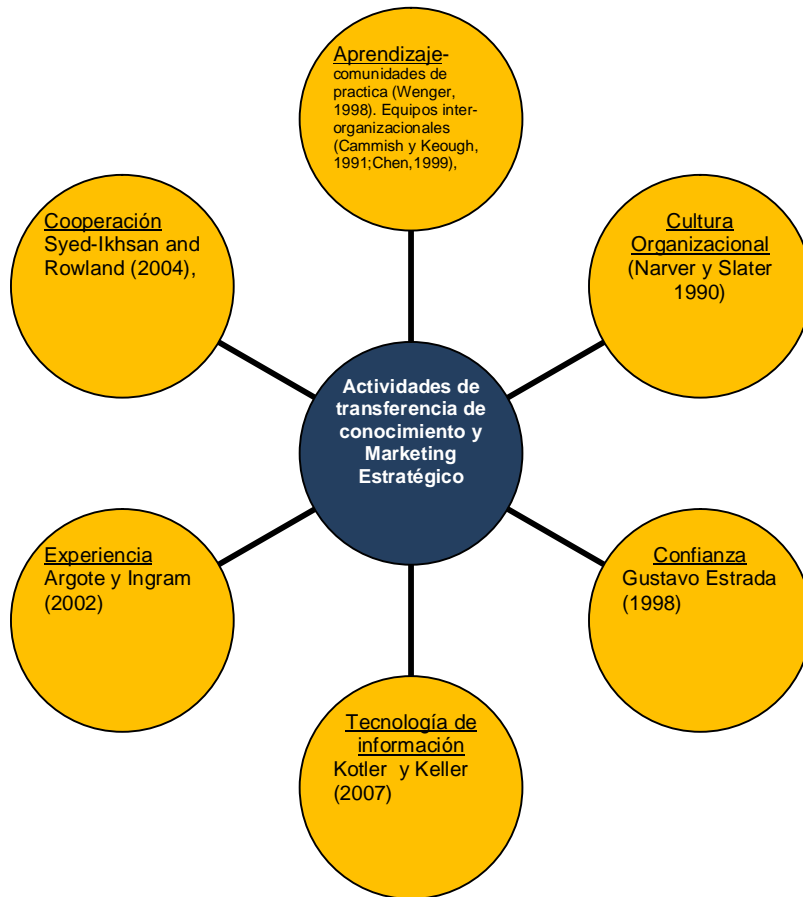 Aprendizaje-
comunidades de
practica (Wenger,
1998). Equipos inter-
organizacionales
(Cammish y Keough,
1991;Chen,1999),
Cooperación
Syed-Ikhsan and
Rowland (2004),
Cultura
Organizacional
(Narver y Slater
1990)
Actividades de
transferencia de
conocimiento y
Marketing
Estratégico
Experiencia
Argote y Ingram
(2002)
Confianza
Gustavo Estrada
(1998)
Tecnología de
información
Kotler y Keller
(2007)